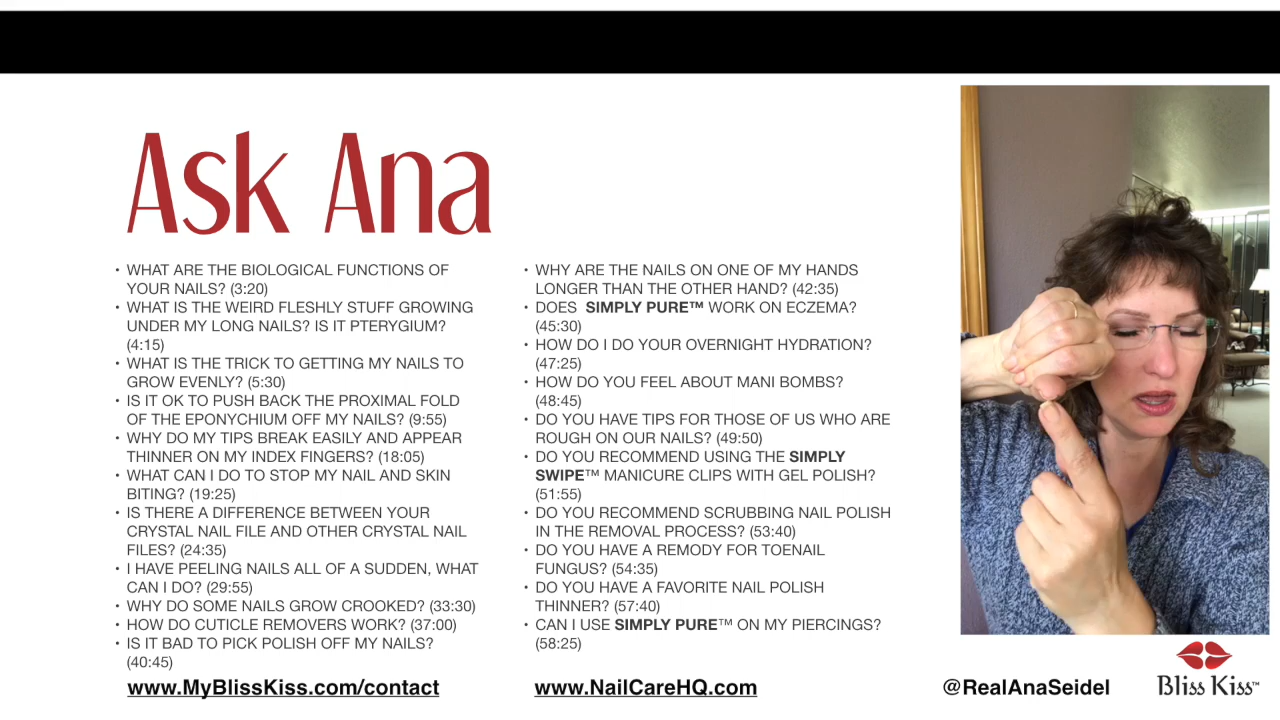 Ask Ana
• WHAT ARE THE BIOLOGICAL FUNCTIONS OF
YOUR NAILS? (3:20)
• WHAT IS THE WEIRD FLESHLY STUFF GROWING
UNDER MY LONG NAILS? IS IT PTERYGIUM?
(4:15)
• WHAT IS THE TRICK TO GETTING MY NAILS TO
GROW EVENLY? (5:30)
• IS IT OK TO PUSH BACK THE PROXIMAL FOLD
OF THE EPONYCHIUM OFF MY NAILS? (9:55)
• WHY DO MY TIPS BREAK EASILY AND APPEAR
THINNER ON MY INDEX FINGERS? (18:05)
• WHAT CAN I DO TO STOP MY NAIL AND SKIN
BITING? (19:25)
• IS THERE A DIFFERENCE BETWEEN YOUR
CRYSTAL NAIL FILE AND OTHER CRYSTAL NAIL
FILES? (24:35)
• I HAVE PEELING NAILS ALL OF A SUDDEN, WHAT
CAN I DO? (29:55)
• WHY DO SOME NAILS GROW CROOKED? (33:30)
• HOW DO CUTICLE REMOVERS WORK? (37:00)
• IS IT BAD TO PICK POLISH OFF MY NAILS?
(40:45)
• WHY ARE THE NAILS ON ONE OF MY HANDS
LONGER THAN THE OTHER HAND? (42:35)
• DOES SIMPLY PURE™ WORK ON ECZEMA?
(45:30)
• HOW DO I DO YOUR OVERNIGHT HYDRATION?
(47:25)
• HOW DO YOU FEEL ABOUT MANI BOMBS?
(48:45)
• DO YOU HAVE TIPS FOR THOSE OF US WHO ARE
ROUGH ON OUR NAILS? (49:50)
• DO YOU RECOMMEND USING THE SIMPLY
SWIPE™ MANICURE CLIPS WITH GEL POLISH?
(51:55)
• DO YOU RECOMMEND SCRUBBING NAIL POLISH
IN THE REMOVAL PROCESS? (53:40)
• DO YOU HAVE A REMODY FOR TOENAIL
FUNGUS? (54:35)
• DO YOU HAVE A FAVORITE NAIL POLISH
THINNER? (57:40)
• CAN I USE SIMPLY PURE™ ON MY PIERCINGS?
(58:25)
www.MyBlissKiss.com/contact
www.NailCareHQ.com
@RealAnaSeidel
Bliss Kiss™